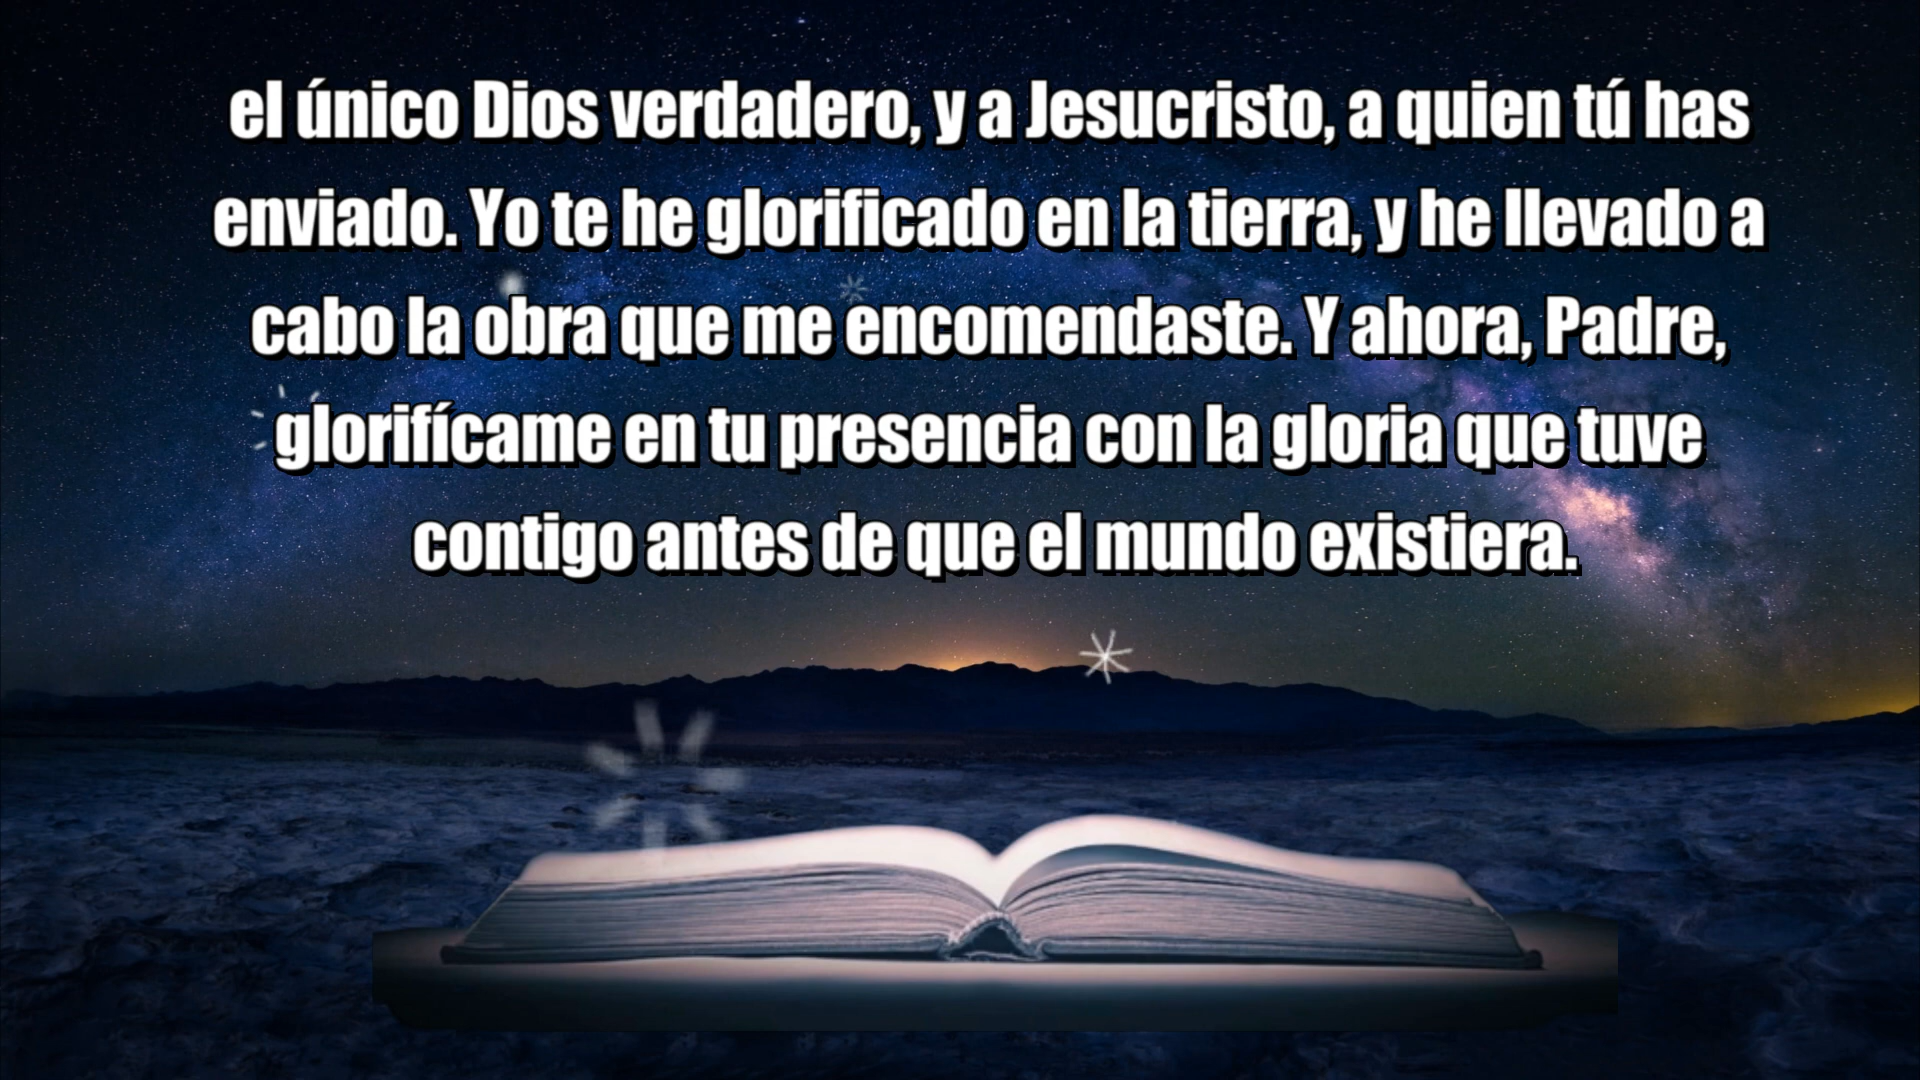 el único Dios verdadero, y a Jesucristo, a quien tú has
enviado. Yo te he glorificado en la tierra, y he llevado a
cabo la obra que me encomendaste. Y ahora, Padre,
glorifícame en tu presencia con la gloria que tuve
contigo antes de que el mundo existiera.